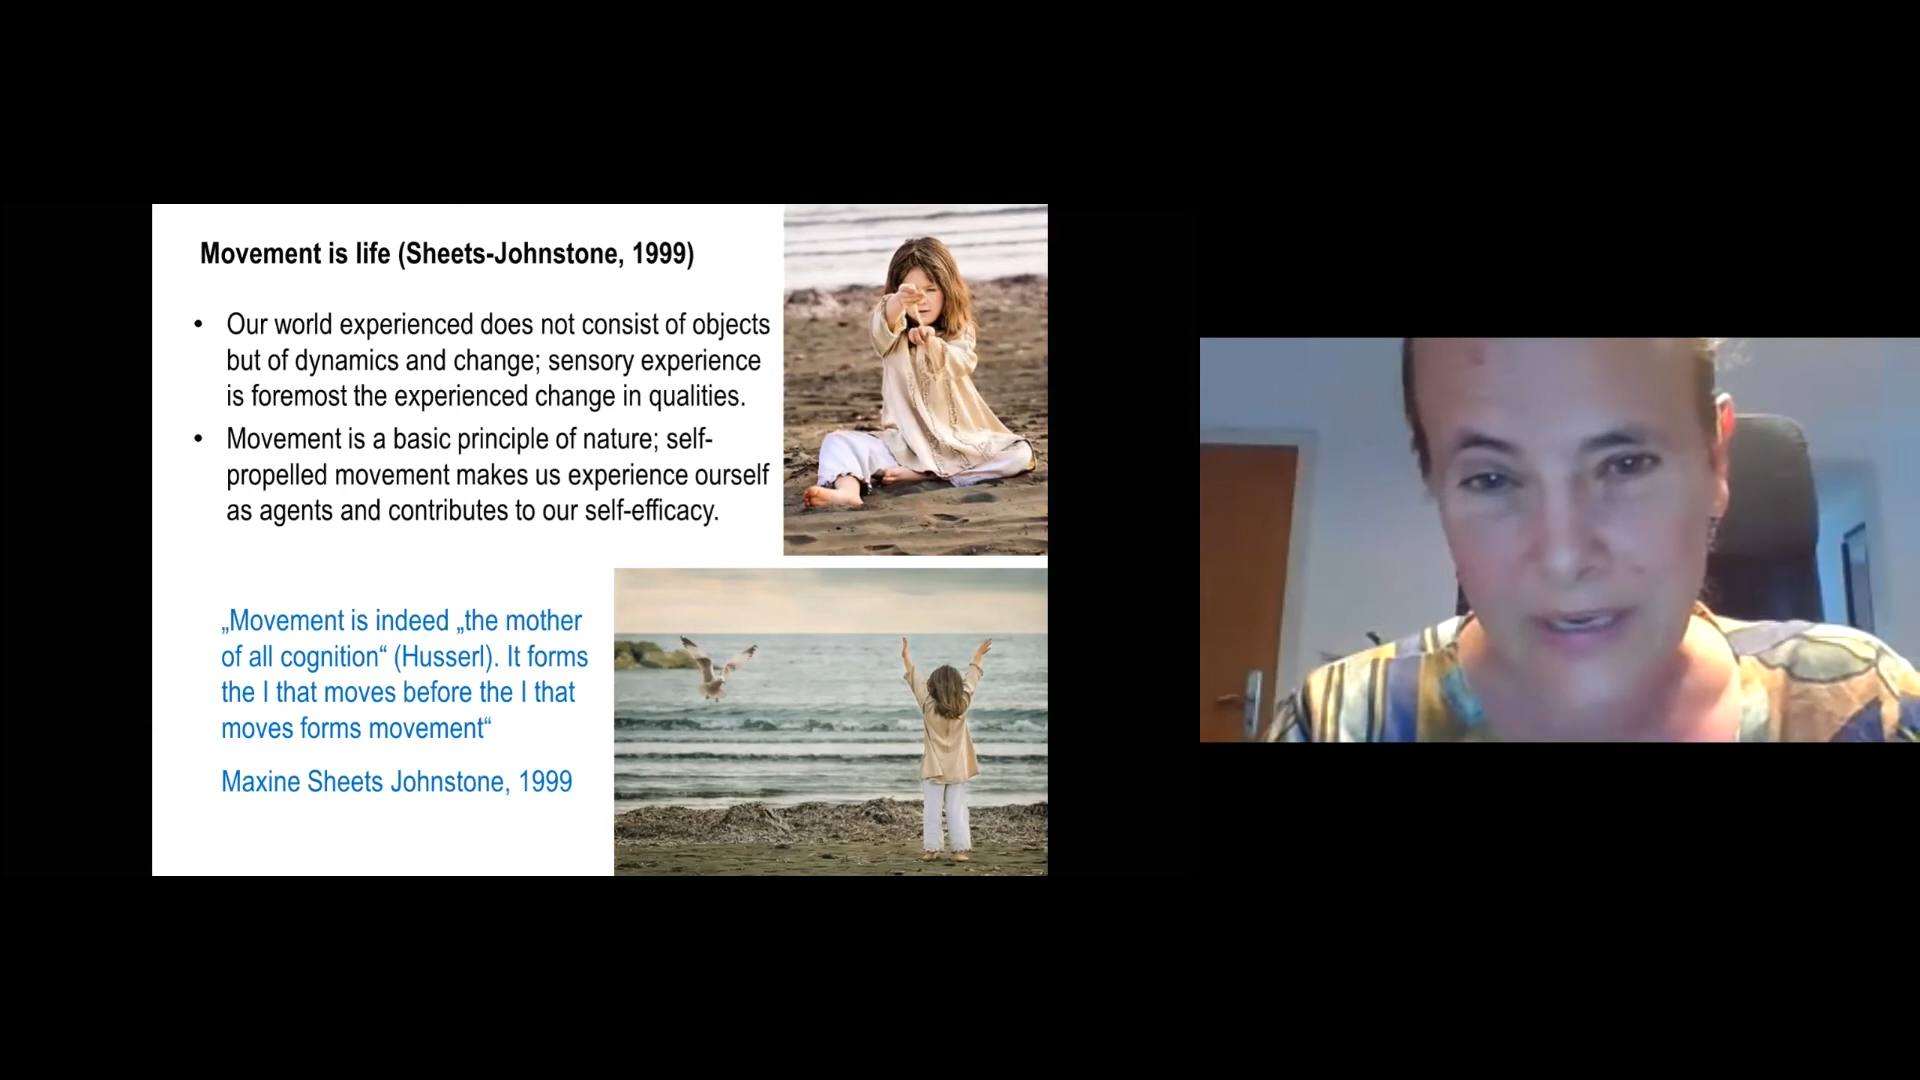 Movement is life (Sheets-Johnstone, 1999)
• Our world experienced does not consist of objects
but of dynamics and change; sensory experience
is foremost the experienced change in qualities.
• Movement is a basic principle of nature; self-
propelled movement makes us experience ourself
as agents and contributes to our self-efficacy.
„Movement is indeed „the mother
of all cognition“ (Husserl). It forms
the I that moves before the I that
moves forms movement“
Maxine Sheets Johnstone, 1999